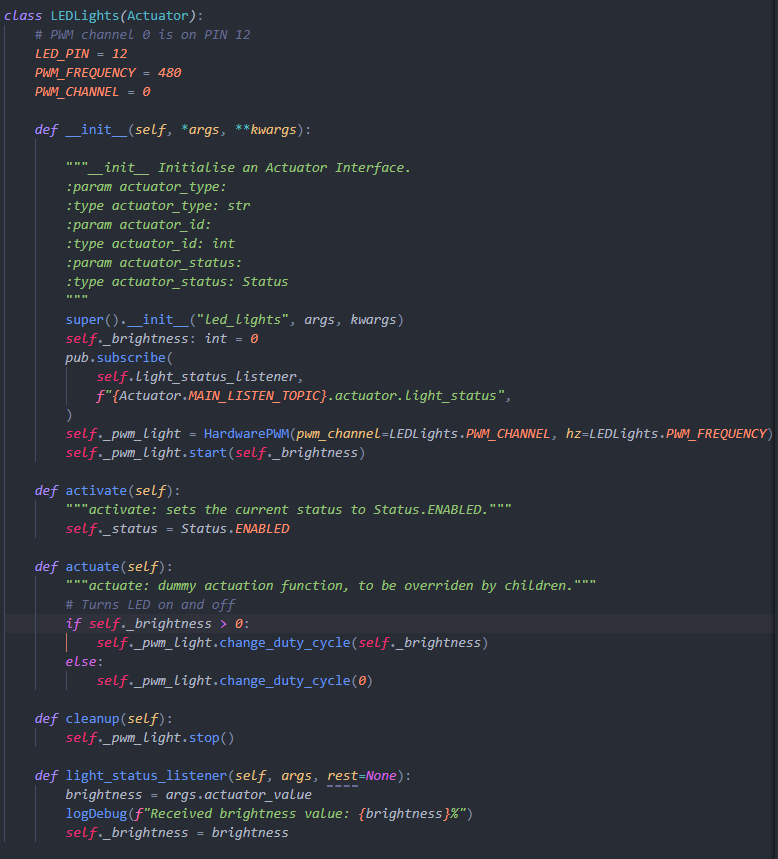 class LEDLights(Actuator):
    # PWM channel 0 is on PIN 12
    LED_PIN = 12
    PWM_FREQUENCY = 480
    PWM_CHANNEL = 0

    def __init__(self, *args, **kwargs):

        """__init__ Initialise an Actuator Interface.
        :param actuator_type:
        :type actuator_type: str
        :param actuator_id:
        :type actuator_id: int
        :param actuator_status:
        :type actuator_status: Status
        """
        super().__init__("led_lights", args, kwargs)
        self._brightness: int = 0
        pub.subscribe(
            self.light_status_listener,
            f"{Actuator.MAIN_LISTEN_TOPIC}.actuator.light_status",
        )
        self._pwm_light = HardwarePWM(pwm_channel=LEDLights.PWM_CHANNEL, hz=LEDLights.PWM_FREQUENCY)
        self._pwm_light.start(self._brightness)

    def activate(self):
        """activate: sets the current status to Status.ENABLED."""
        self._status = Status.ENABLED

    def actuate(self):
        """actuate: dummy actuation function, to be overriden by children."""
        # Turns LED on and off
        if self._brightness > 0:
            self._pwm_light.change_duty_cycle(self._brightness)
        else:
            self._pwm_light.change_duty_cycle(0)

    def cleanup(self):
        self._pwm_light.stop()

    def light_status_listener(self, args, rest=None):
        brightness = args.actuator_value
        logDebug(f"Received brightness value: {brightness}%")
        self._brightness = brightness